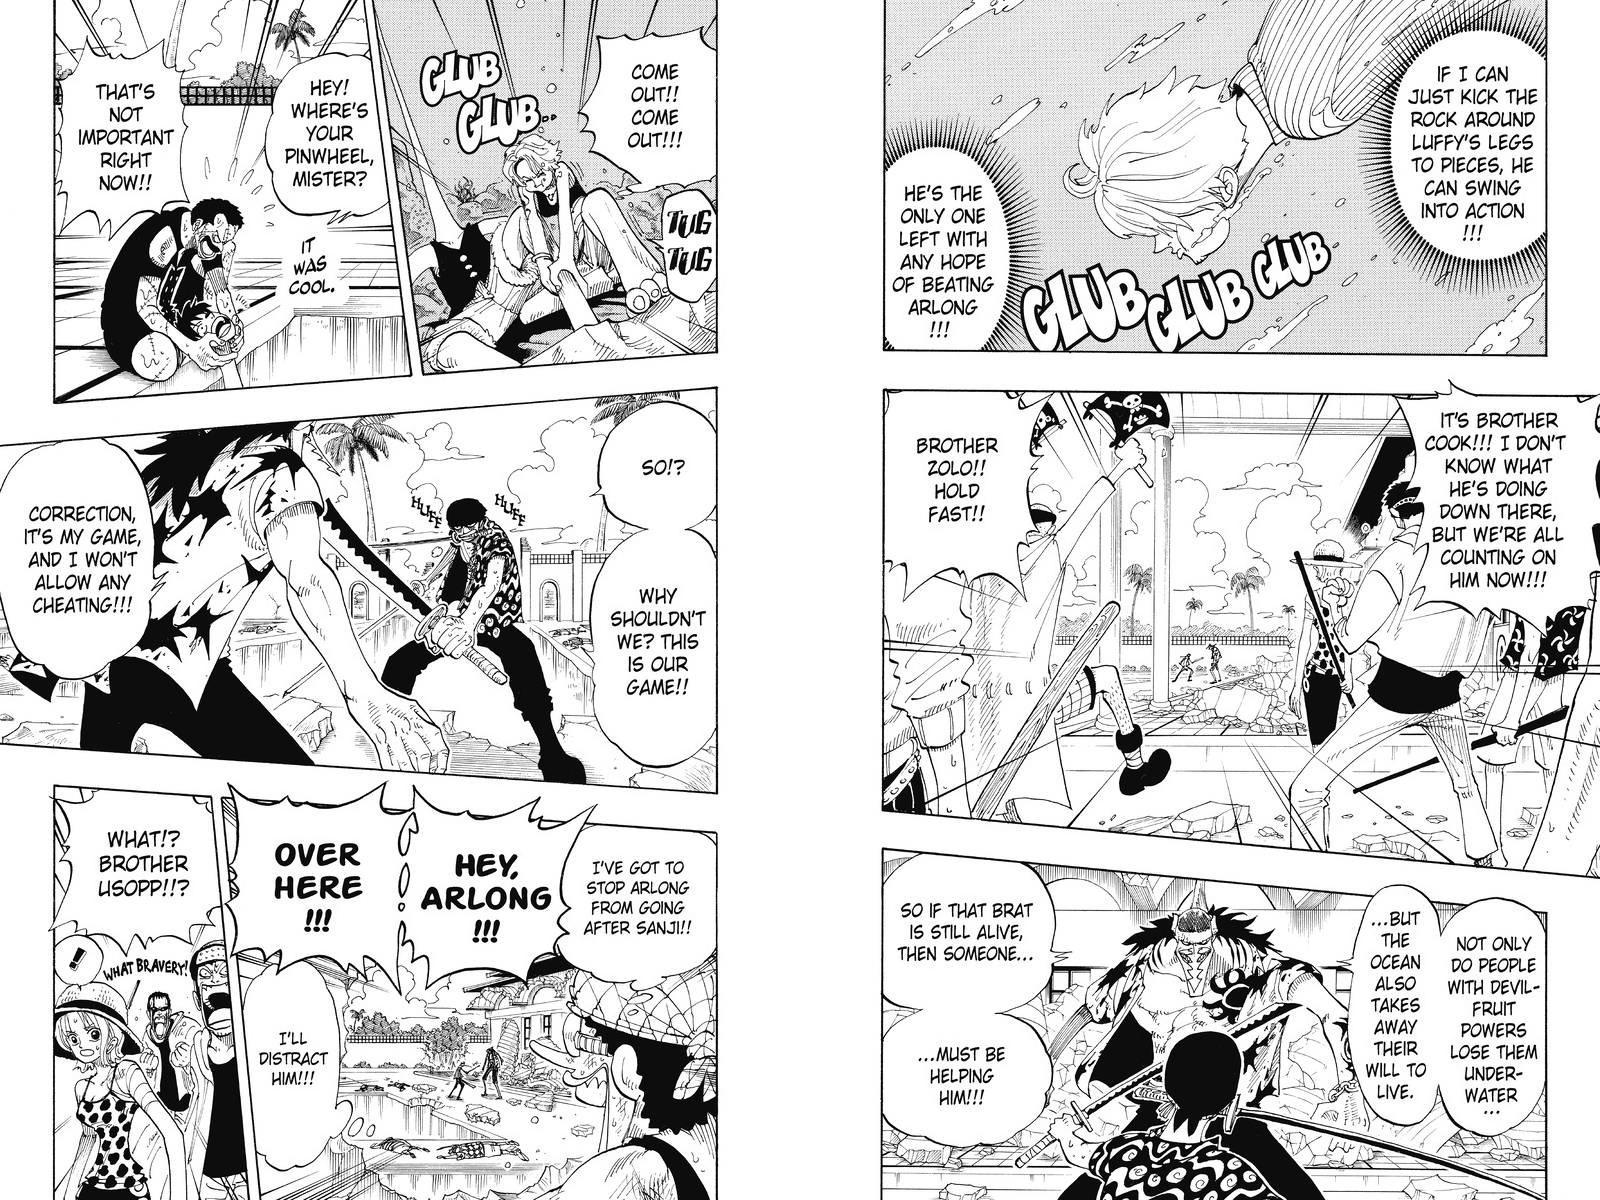 IF I CAN
JUST KICK THE
ROCK AROUND
LUFFY'S LEGS
TO PIECES, HE
CAN SWING
INTO ACTION
!!!
HE'S THE
ONLY ONE
LEFT WITH
ANY HOPE
OF BEATING
ARLONG
!!!
GLUB
GLUB
GLUB
IT'S BROTHER
COOK!!! I DON'T
KNOW WHAT
HE'S DOING
DOWN THERE,
BUT WE'RE ALL
COUNTING ON
HIM NOW!!!
BROTHER
ZOLO!!
HOLD
FAST!!
NOT ONLY
DO PEOPLE
WITH DEVIL-
FRUIT
POWERS
LOSE THEM
UNDER-
WATER
...
...BUT
THE
OCEAN
ALSO
TAKES
AWAY
THEIR
WILL TO
LIVE.
SO IF THAT BRAT
IS STILL ALIVE,
THEN SOMEONE...
...MUST BE
HELPING
HIM!!!
COME
OUT!!
COME
OUT!!!
GLUB
GLUB..
TUG
TUG
HEY!
WHERE'S
YOUR
PINWHEEL,
MISTER?
IT
WAS
COOL.
THAT'S
NOT
IMPORTANT
RIGHT
NOW!!
SO!?
WHY
SHOULDN'T
WE? THIS
IS OUR
GAME!!
HUFF
HUFF
CORRECTION,
IT'S MY GAME,
AND I WON'T
ALLOW ANY
CHEATING!!!
I'VE GOT TO
STOP ARLONG
FROM GOING
AFTER SANJI!!
HEY,
ARLONG
!!!
OVER
HERE
!!!
I'LL
DISTRACT
HIM!!!
WHAT!?
BROTHER
USOPP!!?
!
WHAT BRAVERY!